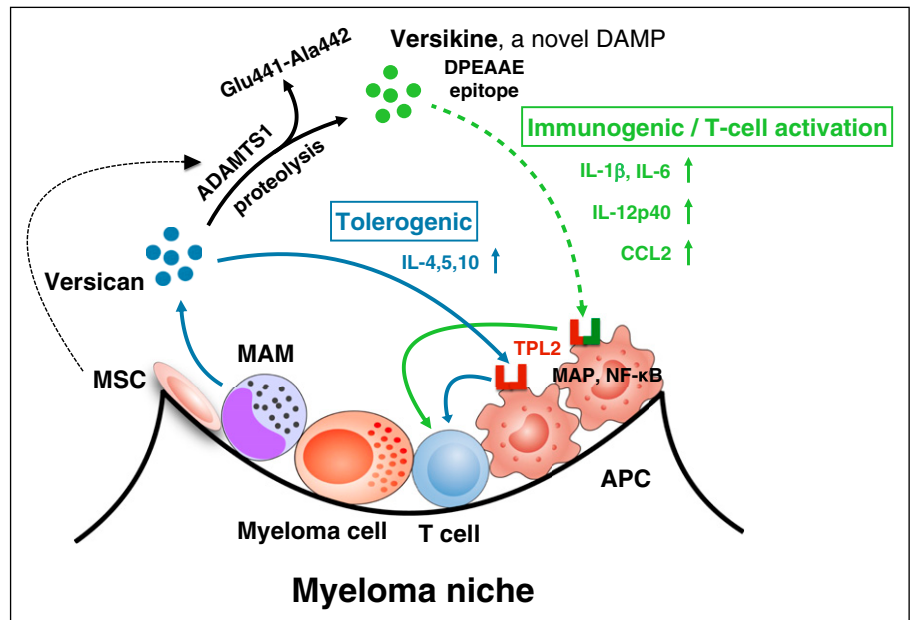 Versikine, a novel DAMP
DPEAAE
epitope
Glu441-Ala442
ADAMTS1
proteolysis
Immunogenic / T-cell activation
IL-1β, IL-6
IL-12p40
CCL2
Tolerogenic
IL-4,5,10
Versican
MSC
MAM
TPL2
MAP, NF-κB
APC
Myeloma cell
T cell
Myeloma niche